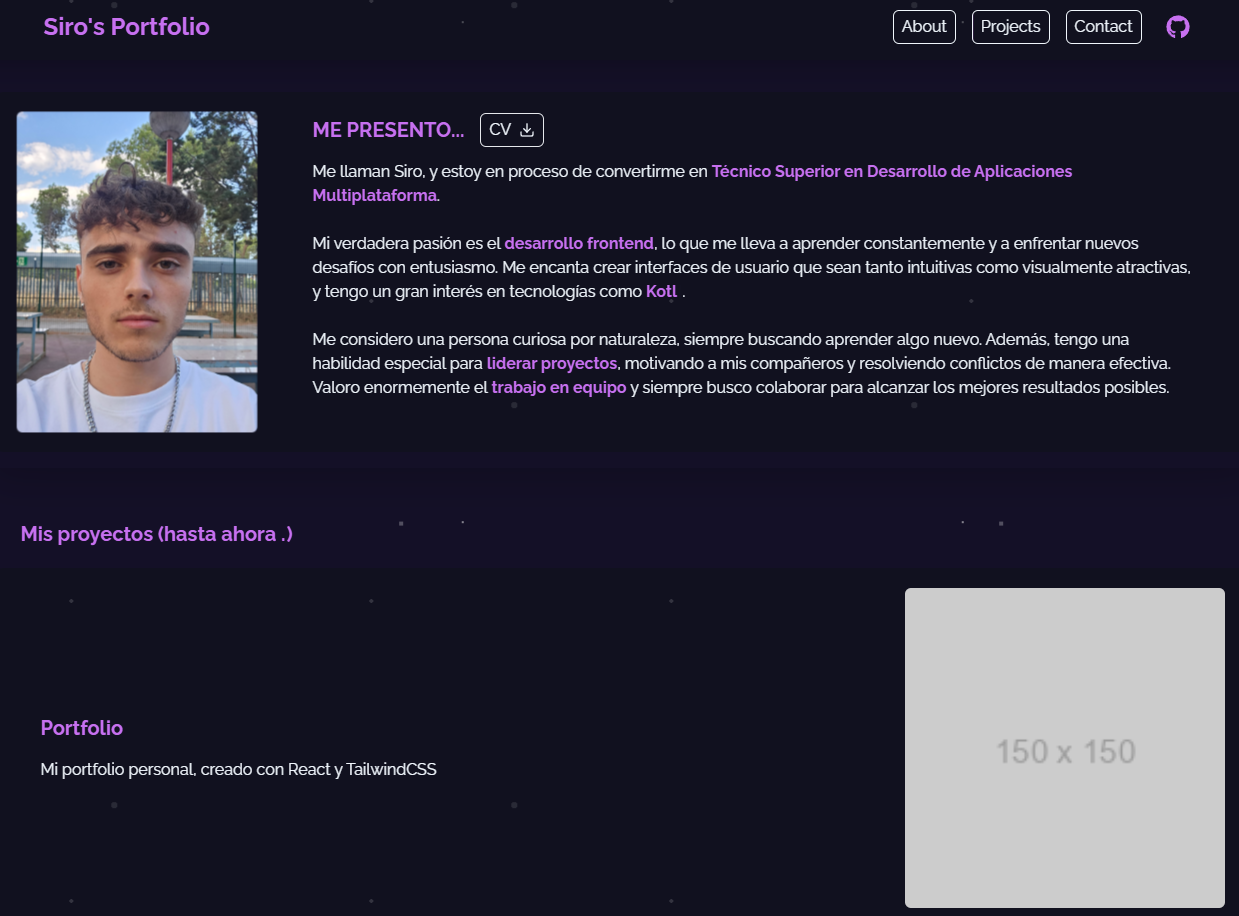 Siro's Portfolio
About
Projects
Contact
ME PRESENTO...
CV
Me llaman Siro, y estoy en proceso de convertirme en Técnico Superior en Desarrollo de Aplicaciones
Multiplataforma.
Mi verdadera pasión es el desarrollo frontend, lo que me lleva a aprender constantemente y a enfrentar nuevos
desafíos con entusiasmo. Me encanta crear interfaces de usuario que sean tanto intuitivas como visualmente atractivas,
y tengo un gran interés en tecnologías como Kotl .
Me considero una persona curiosa por naturaleza, siempre buscando aprender algo nuevo. Además, tengo una
habilidad especial para liderar proyectos, motivando a mis compañeros y resolviendo conflictos de manera efectiva.
Valoro enormemente el trabajo en equipo y siempre busco colaborar para alcanzar los mejores resultados posibles.
Mis proyectos (hasta ahora .)
Portfolio
Mi portfolio personal, creado con React y TailwindCSS
150 x 150